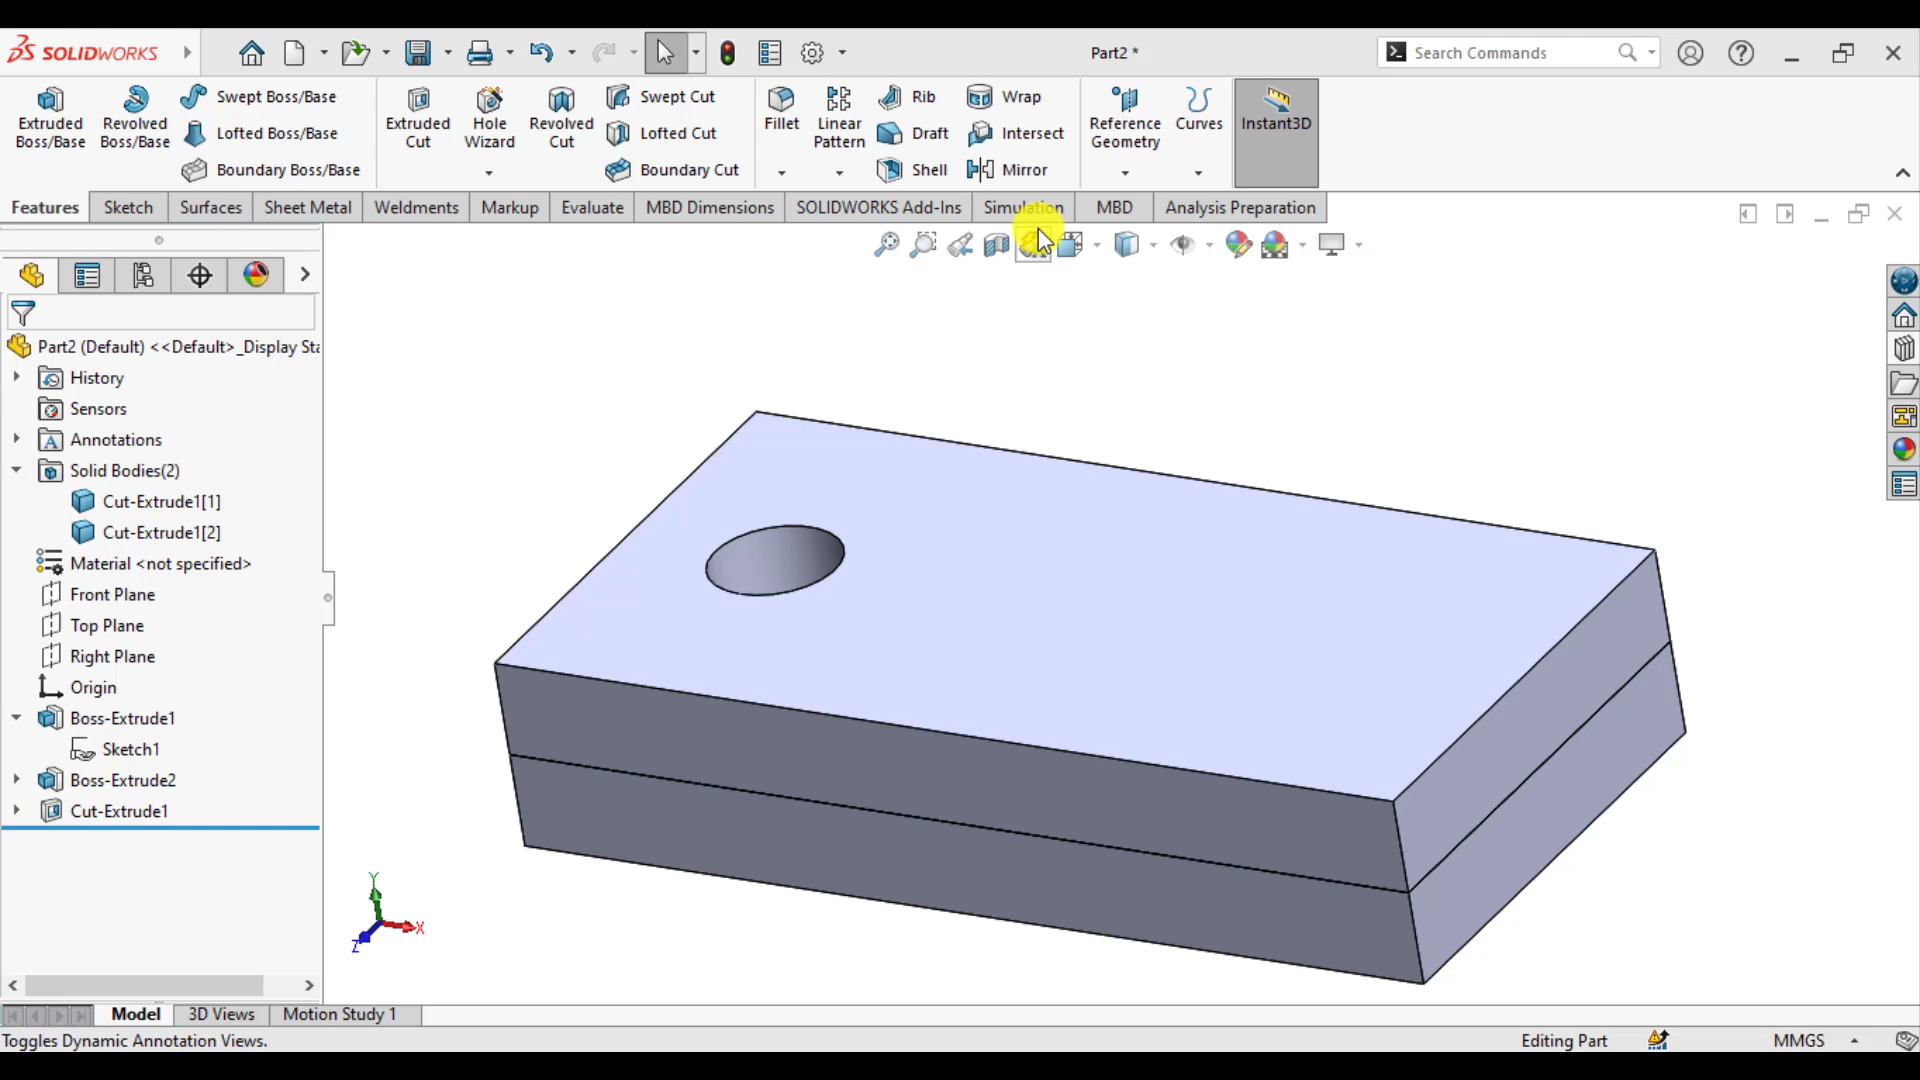 SOLIDWORKS
Part2 *
Search Commands
Extruded Boss/Base
Revolved Boss/Base
Swept Boss/Base
Lofted Boss/Base
Boundary Boss/Base
Extruded Cut
Hole Wizard
Revolved Cut
Swept Cut
Lofted Cut
Boundary Cut
Fillet
Linear Pattern
Rib
Draft
Shell
Wrap
Intersect
Mirror
Reference Geometry
Curves
Instant3D
Features
Sketch
Surfaces
Sheet Metal
Weldments
Markup
Evaluate
MBD Dimensions
SOLIDWORKS Add-Ins
Simulation
MBD
Analysis Preparation
Part2 (Default) <<Default>_Display Sta
History
Sensors
Annotations
Solid Bodies(2)
Cut-Extrude1[1]
Cut-Extrude1[2]
Material <not specified>
Front Plane
Top Plane
Right Plane
Origin
Boss-Extrude1
Sketch1
Boss-Extrude2
Cut-Extrude1
Y
X
Z
Model
3D Views
Motion Study 1
Toggles Dynamic Annotation Views.
Editing Part
MMGS